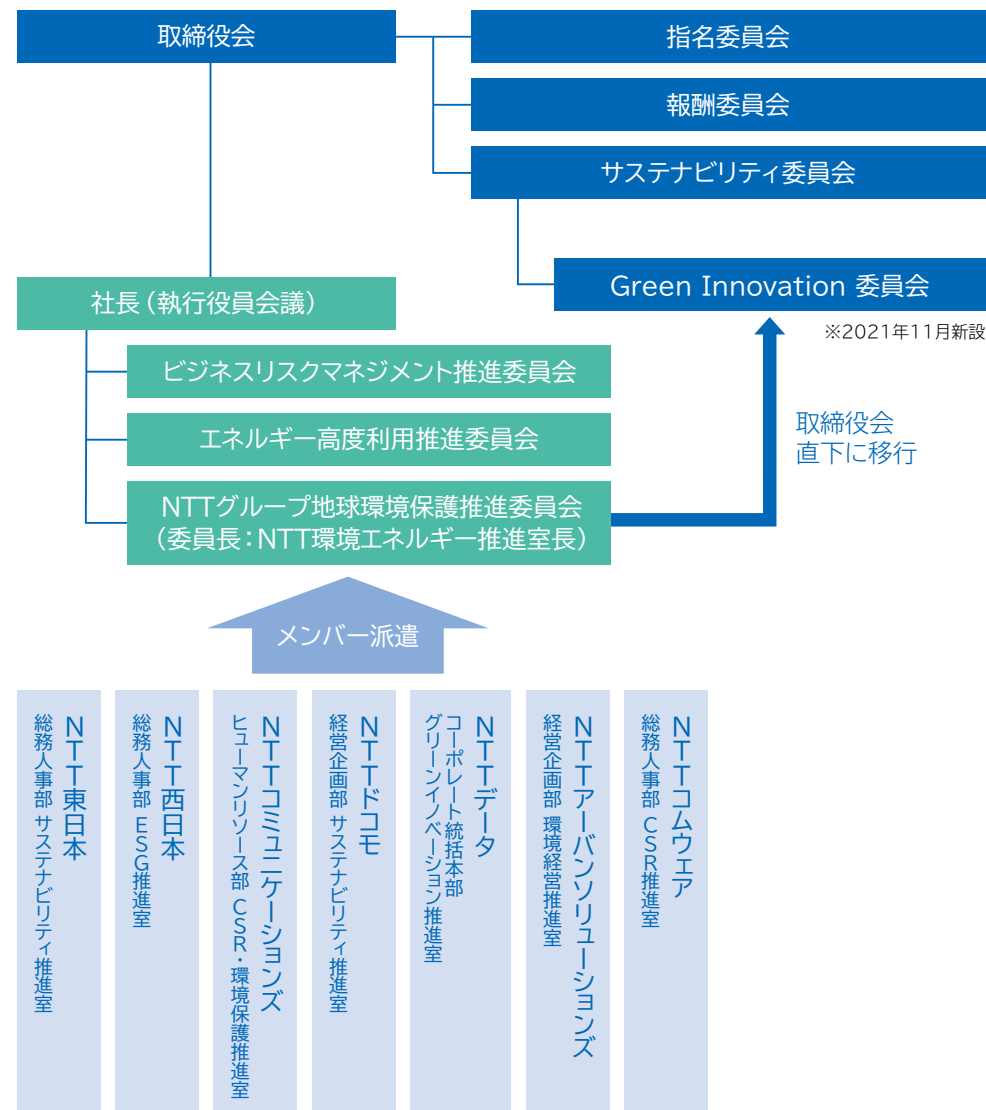 取締役会
指名委員会
報酬委員会
サステナビリティ委員会
Green Innovation 委員会
※2021年11月新設
社長（執行役員会議）
ビジネスリスクマネジメント推進委員会
エネルギー高度利用推進委員会
NTTグループ地球環境保護推進委員会
（委員長：NTT環境エネルギー推進室長）
取締役会
直下に移行
メンバー派遣
NTT東日本
総務人事部 サステナビリティ推進室
NTT西日本
総務人事部 ESG推進室
NTTコミュニケーションズ
ヒューマンリソース部 CSR・環境保護推進室
NTTドコモ
経営企画部 サステナビリティ推進室
NTTデータ
コーポレート統括本部
グリーンイノベーション推進室
NTTアーバンソリューションズ
経営企画部 環境経営推進室
NTTコムウェア
総務人事部 CSR推進室